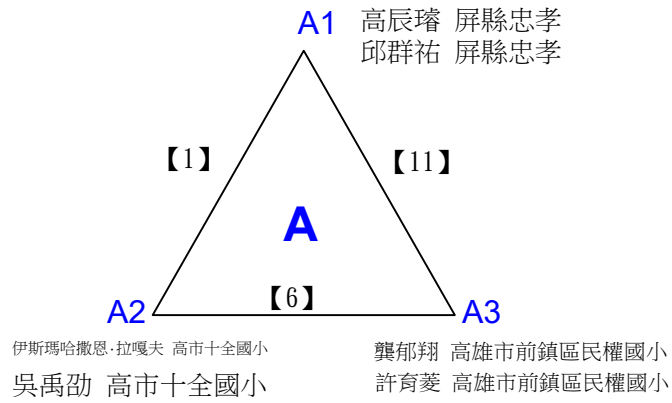 A1
高辰璿 屏縣忠孝
邱群祐 屏縣忠孝
【1】
【11】
A
【6】
A2
A3
伊斯瑪哈撒恩·拉嘎夫 高市十全國小
吳禹劭 高市十全國小
龔郁翔 高雄市前鎮區民權國小
許育菱 高雄市前鎮區民權國小